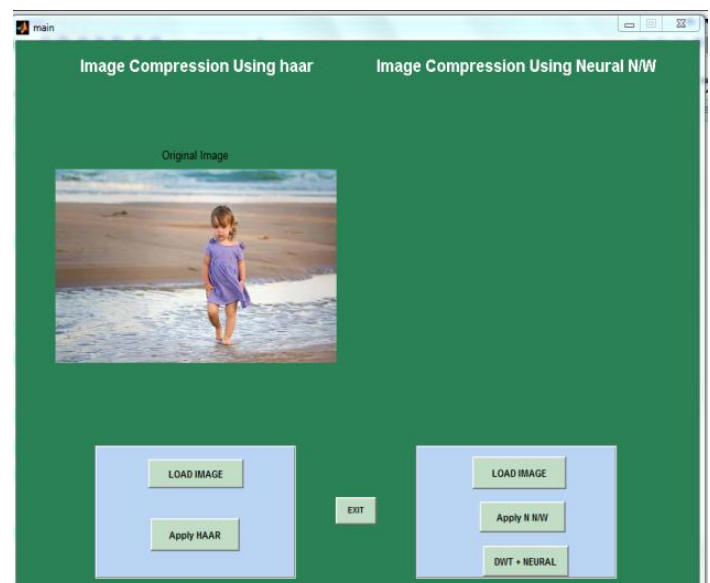 main
Image Compression Using haar
Image Compression Using Neural N/W
Original Image
LOAD IMAGE
Apply HAAR
EXIT
LOAD IMAGE
Apply N N/W
DWT + NEURAL